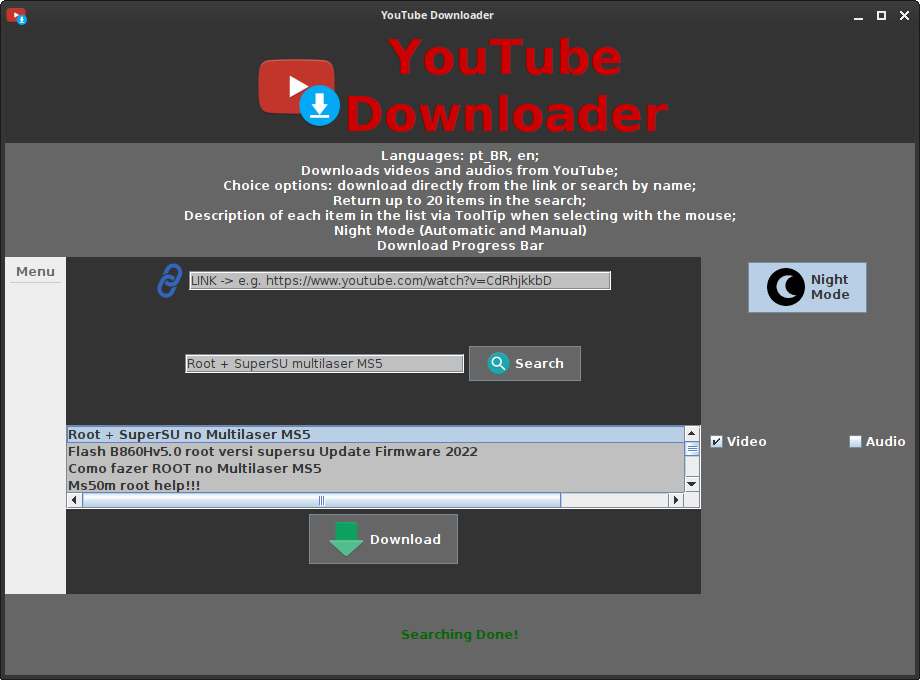 YouTube Downloader
YouTube
Downloader
Languages: pt_BR, en;
Downloads videos and audios from YouTube;
Choice options: download directly from the link or search by name;
Return up to 20 items in the search;
Description of each item in the list via ToolTip when selecting with the mouse;
Night Mode (Automatic and Manual)
Download Progress Bar
Menu
LINK -> e.g. https://www.youtube.com/watch?v=CdRhjkkbD
Night
Mode
Root + SuperSU multilaser MS5
Search
Root + SuperSU no Multilaser MS5
Flash B860Hv5.0 root versi supersu Update Firmware 2022
Como fazer ROOT no Multilaser MS5
Ms50m root help!!!
Video
Audio
Download
Searching Done!